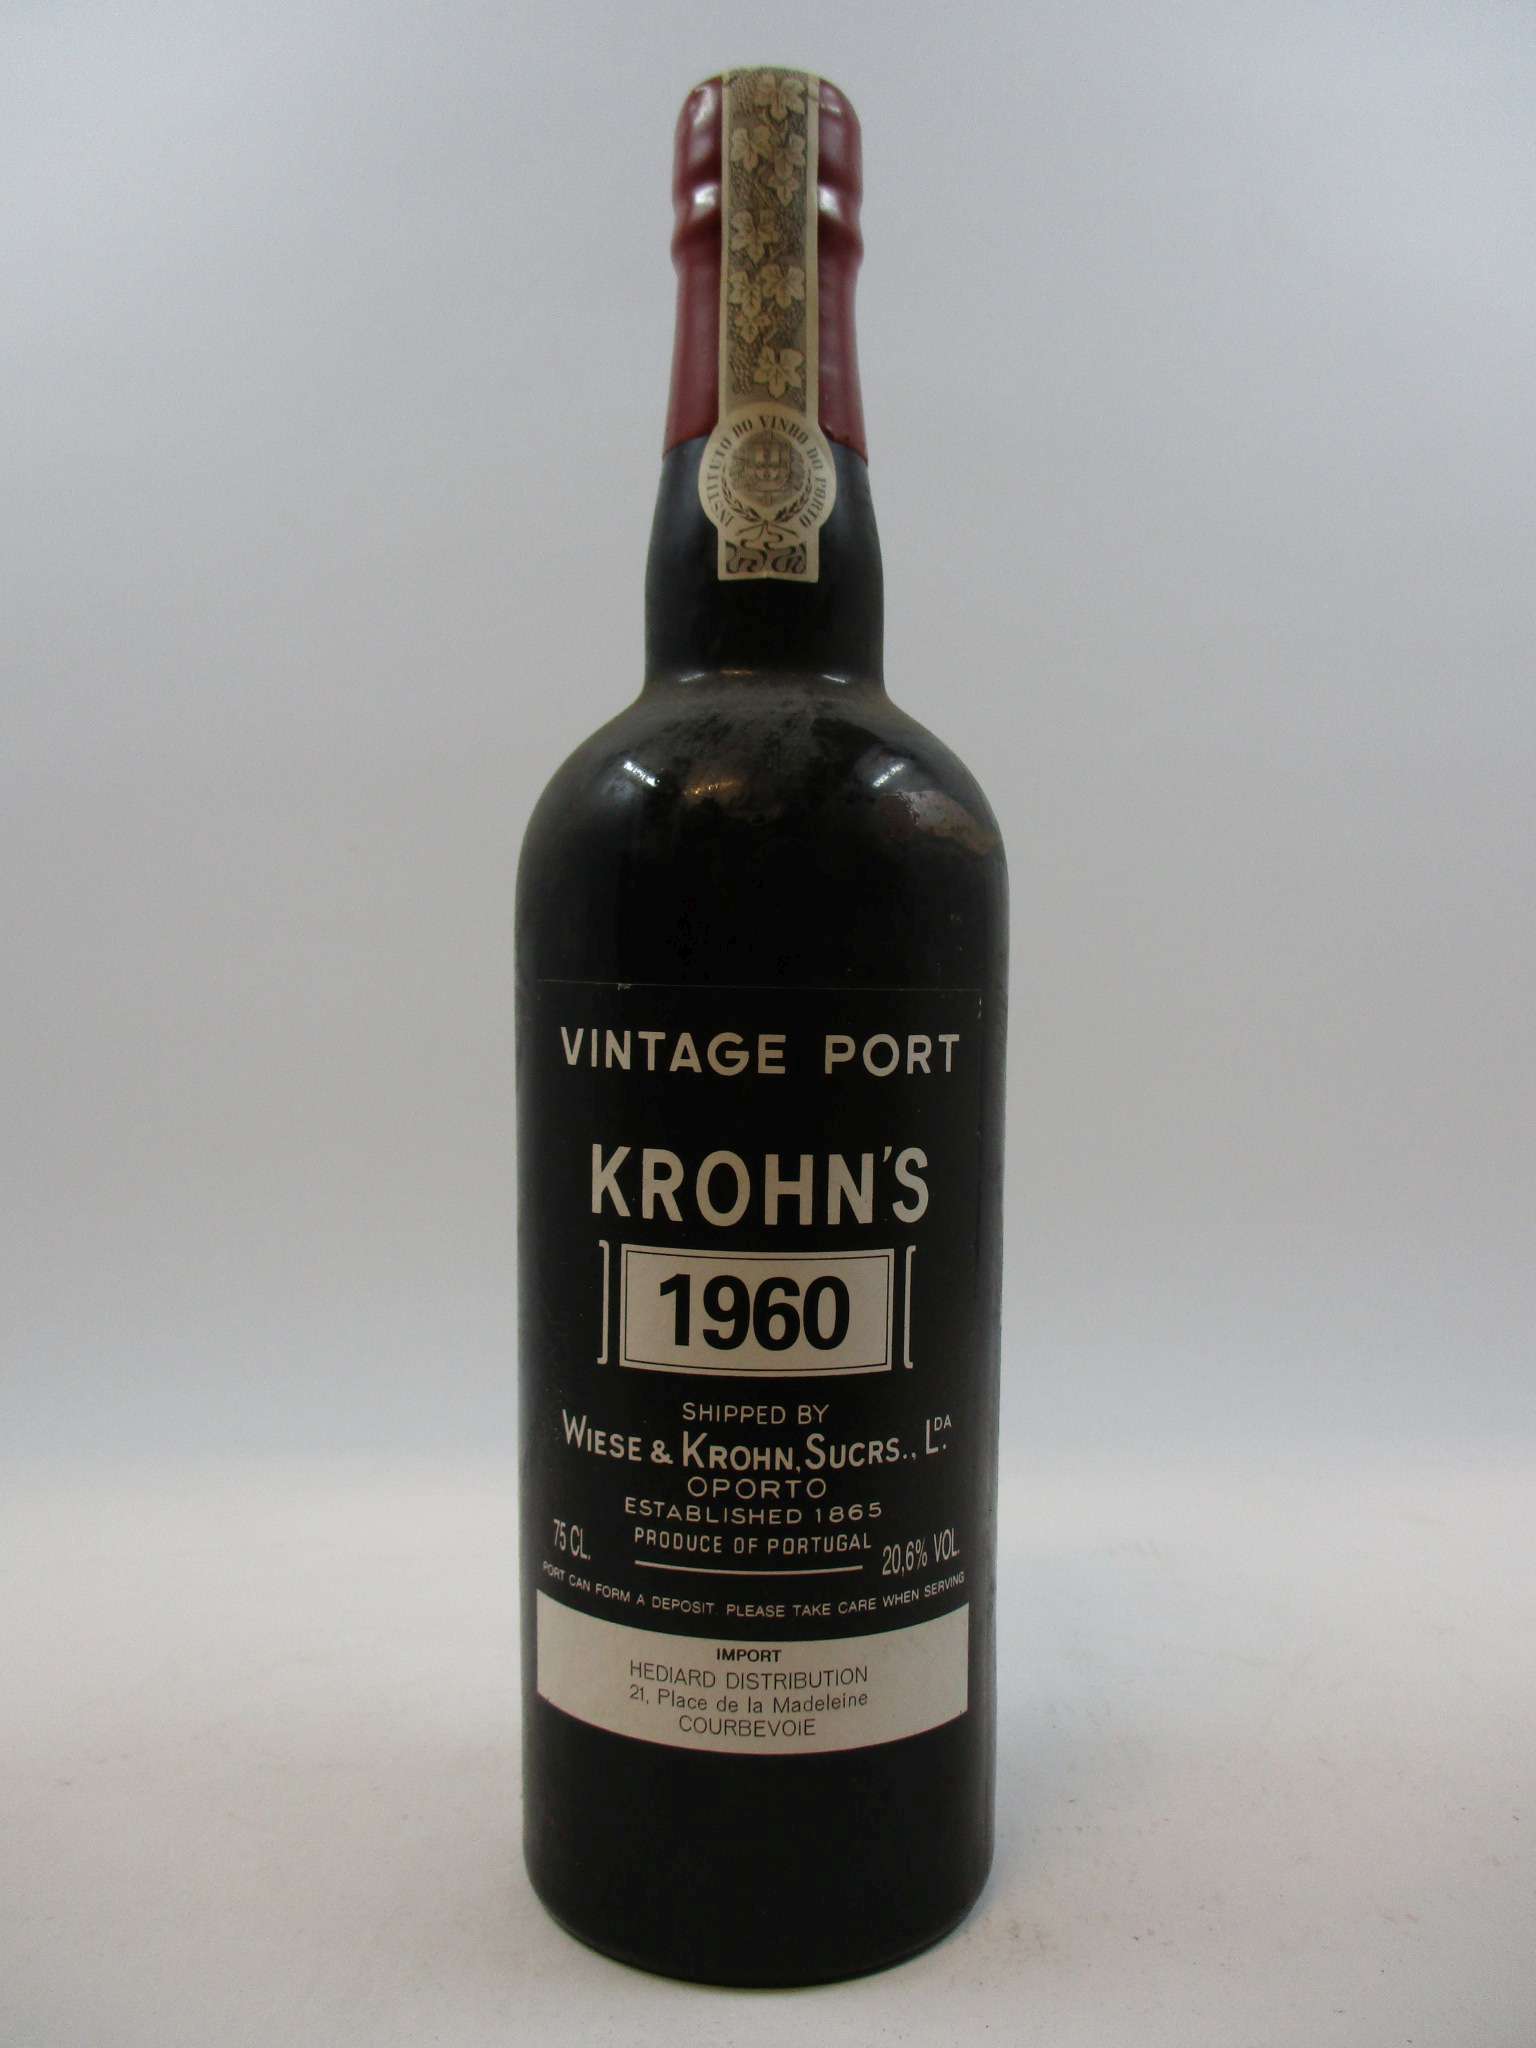 INSTITUTO DO VINHO DO PORTO
VINTAGE PORT
KROHN'S
1960
SHIPPED BY
WIESE & KROHN, SUCRS., LDA.
OPORTO
ESTABLISHED 1865
75 CL. PRODUCE OF PORTUGAL 20,6% VOL.
PORT CAN FORM A DEPOSIT. PLEASE TAKE CARE WHEN SERVING
IMPORT
HEDIARD DISTRIBUTION
21, Place de la Madeleine
COURBEVOIE